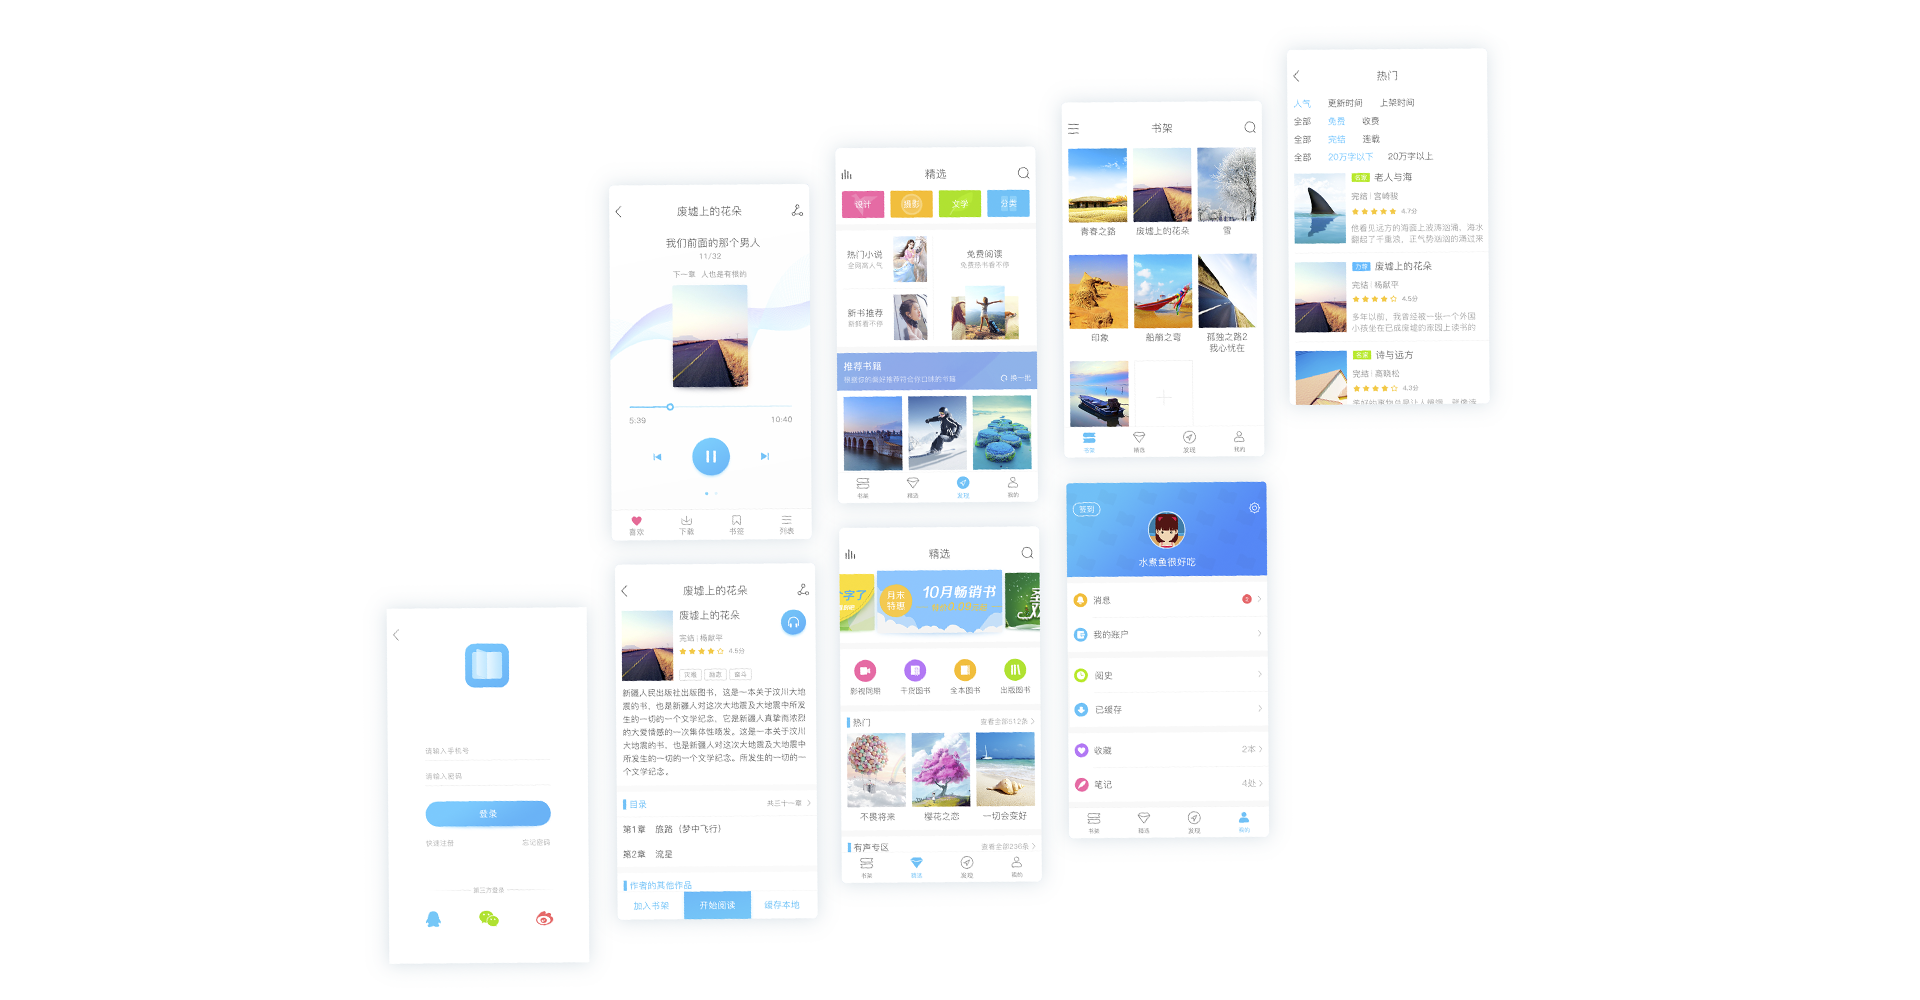 请输入手机号
请输入密码
登录
快速注册
忘记密码
第三方登录
废墟上的花朵
我们前面的那个男人
11/32
下一章 人也是有根的
5:39
10:40
喜欢
下载
书签
列表
废墟上的花朵
废墟上的花朵
完结 | 杨献平
4.5分
灾难
励志
奋斗
新疆人民出版社出版图书，这是一本关于汶川大地
震的书，也是新疆人对这次大地震及大地震中所发
生的一切的一个文学纪念，它是新疆人真挚而浓烈
的大爱情感的一次集体性喷发。这是一本关于汶川
大地震的书，也是新疆人对这次大地震及大地震中
所发生的一切的一个文学纪念。所发生的一切的一
个文学纪念。
目录
共三十一章
第1章 旅路（梦中飞行）
第2章 流星
作者的其他作品
加入书架
开始阅读
缓存本地
精选
设计
摄影
文学
分类
热门小说
全网高人气
免费阅读
免费热书看不停
新书推荐
新鲜看不停
推荐书籍
根据你的喜好推荐符合你口味的书籍
换一批
书架
精选
发现
我的
精选
月末
特惠
10月畅销书
影视同期
干货图书
全本图书
出版图书
热门
查看全部812条
不畏将来
樱花之恋
一切会变好
有声专区
查看全部236条
书架
精选
发现
我的
书架
青春之路
废墟上的花朵
雪
印象
船艄之弯
孤独之路2
我心忧在
书架
精选
发现
我的
签到
水煮鱼很好吃
消息
2
我的账户
阅史
已缓存
收藏
2本
笔记
4处
书架
精选
发现
我的
热门
人气 更新时间 上架时间
全部 免费 收费
全部 完结 连载
全部 20万字以下 20万字以上
名家 老人与海
完结 | 宫崎骏
4.7分
他看见远方的海面上波涛汹涌，海水
翻起了千重浪，正气势汹汹的涌过来
废墟上的花朵
完结 | 杨献平
4.5分
多年以前，我曾经被一张一个外国
小孩坐在已成废墟的家园上读书的
名家 诗与远方
完结 | 高晓松
4.3分